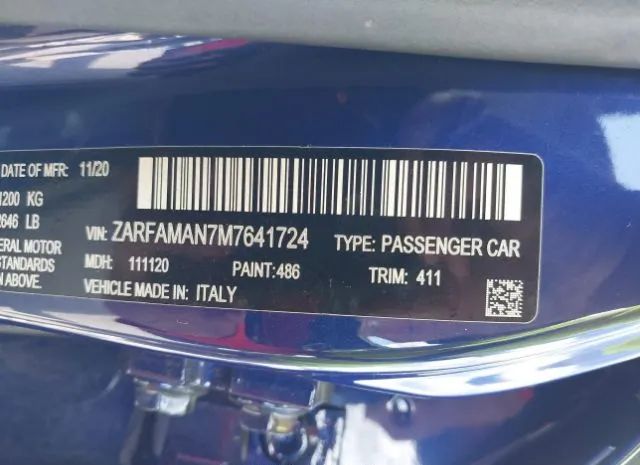 DATE OF MFR: 11/20
1200 KG
2646 LB
VIN: ZARFAMAN7M7641724 TYPE: PASSENGER CAR
ERAL MOTOR
STANDARDS
N ABOVE.
MDH: 111120 PAINT:486 TRIM: 411
VEHICLE MADE IN: ITALY